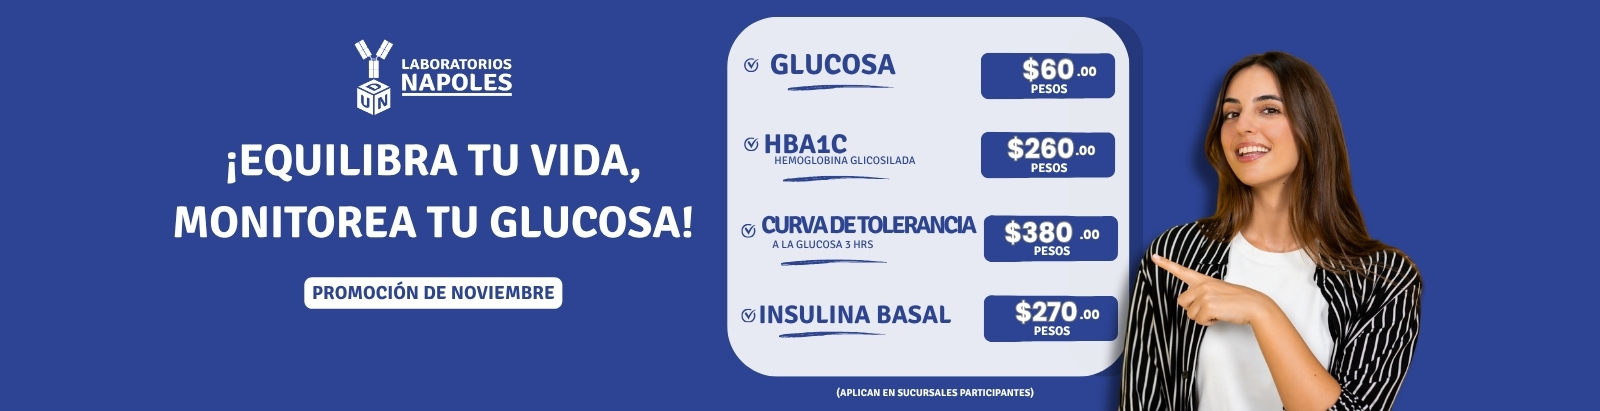 LABORATORIOS
NAPOLES
¡EQUILIBRA TU VIDA,
MONITOREA TU GLUCOSA!
PROMOCIÓN DE NOVIEMBRE
GLUCOSA
$60.00
PESOS
HBA1C
HEMOGLOBINA GLICOSILADA
$260.00
PESOS
CURVA DE TOLERANCIA
A LA GLUCOSA 3 HRS
$380.00
PESOS
INSULINA BASAL
$270.00
PESOS
(APLICAN EN SUCURSALES PARTICIPANTES)